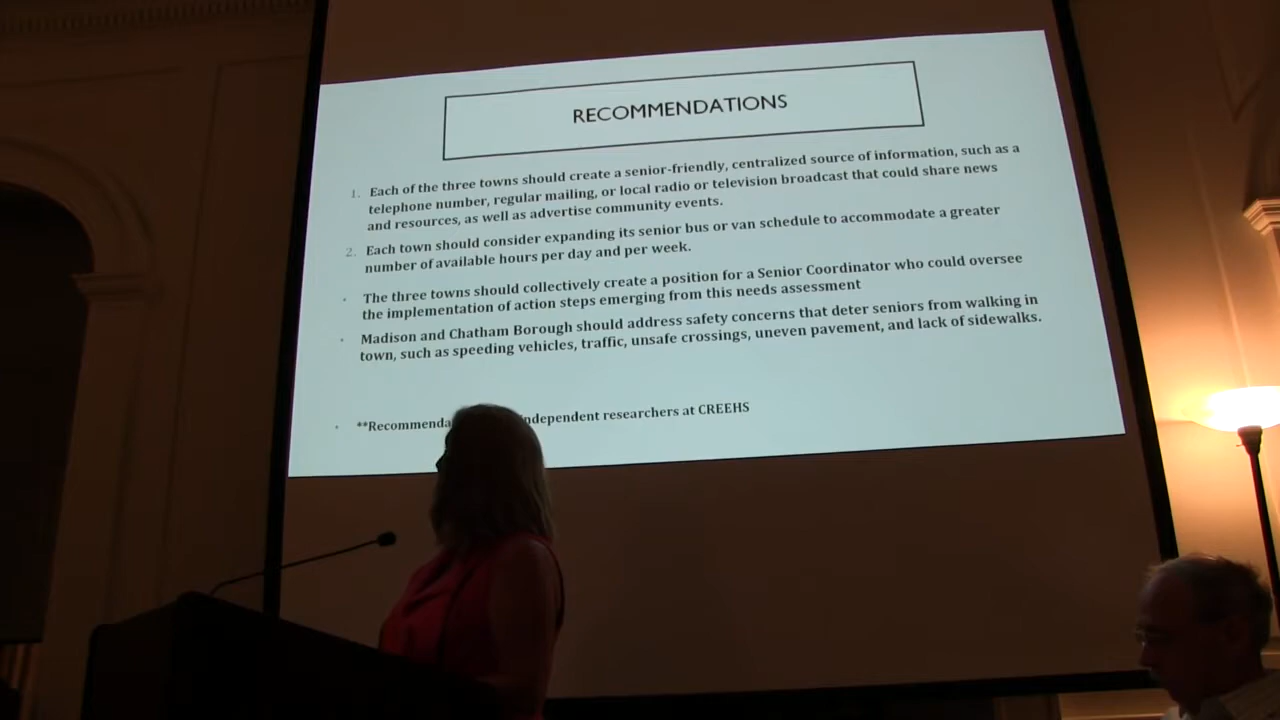 RECOMMENDATIONS
1. Each of the three towns should create a senior-friendly, centralized source of information, such as a
telephone number, regular mailing, or local radio or television broadcast that could share news
and resources, as well as advertise community events.
2. Each town should consider expanding its senior bus or van schedule to accommodate a greater
number of available hours per day and per week.
• The three towns should collectively create a position for a Senior Coordinator who could oversee
the implementation of action steps emerging from this needs assessment
• Madison and Chatham Borough should address safety concerns that deter seniors from walking in
town, such as speeding vehicles, traffic, unsafe crossings, uneven pavement, and lack of sidewalks.
• **Recommenda ndependent researchers at CREEHS